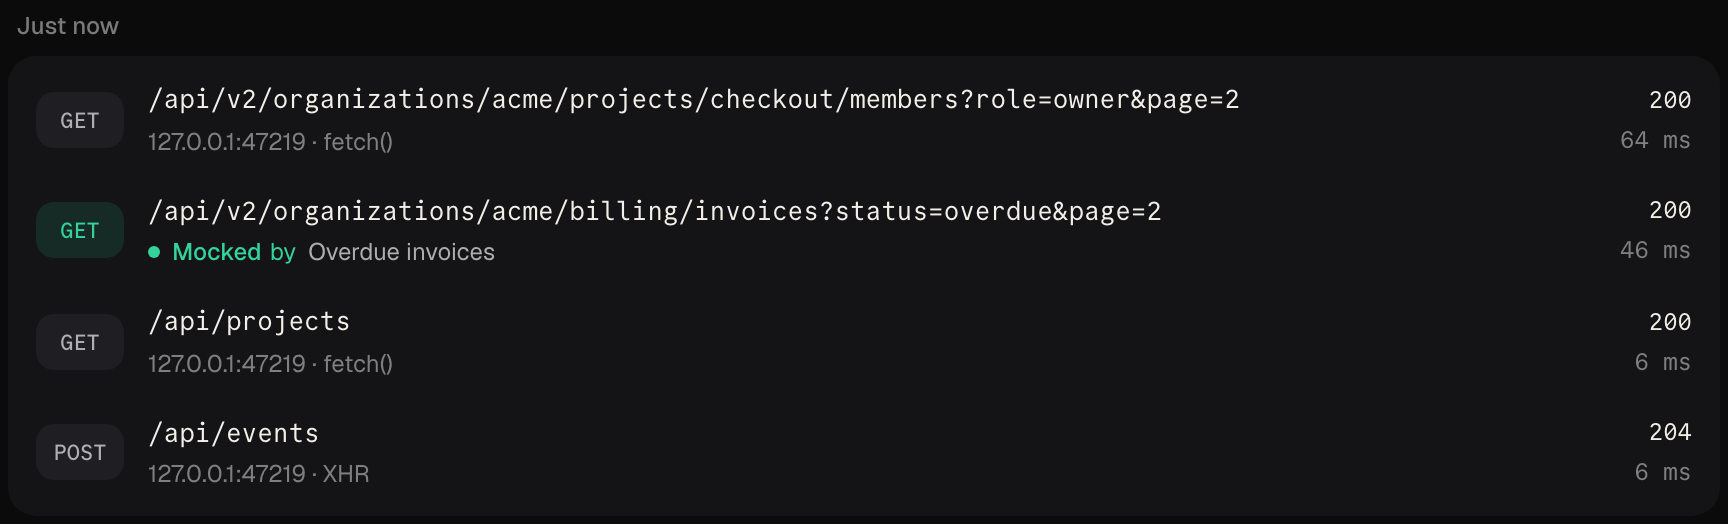 Just now
GET /api/v2/organizations/acme/projects/checkout/members?role=owner&page=2 200
127.0.0.1:47219 · fetch() 64 ms
GET /api/v2/organizations/acme/billing/invoices?status=overdue&page=2 200
Mocked by Overdue invoices 46 ms
GET /api/projects 200
127.0.0.1:47219 · fetch() 6 ms
POST /api/events 204
127.0.0.1:47219 · XHR 6 ms